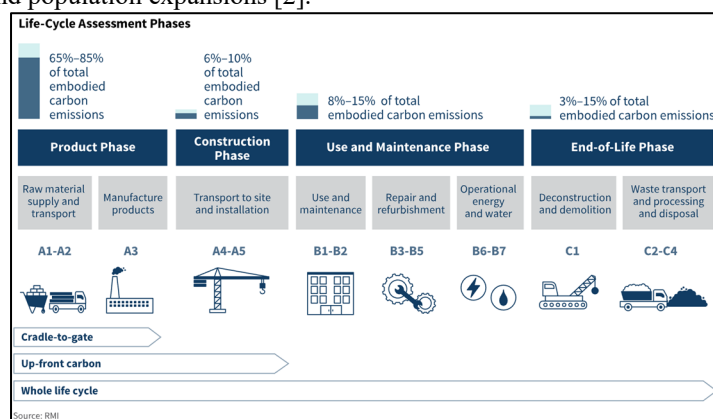 nd population expansions [2].
Life-Cycle Assessment Phases
65%–85%
of total
embodied
carbon
emissions
6%–10%
of total
embodied
carbon
emissions
8%–15% of total
embodied carbon emissions
3%–15% of total
embodied carbon emissions
Product Phase
Construction
Phase
Use and Maintenance Phase
End-of-Life Phase
Raw material
supply and
transport
Manufacture
products
Transport to site
and installation
Use and
maintenance
Repair and
refurbishment
Operational
energy
and water
Deconstruction
and demolition
Waste transport
and processing
and disposal
A1-A2
A3
A4-A5
B1-B2
B3-B5
B6-B7
C1
C2-C4
Cradle-to-gate
Up-front carbon
Whole life cycle
Source: RMI